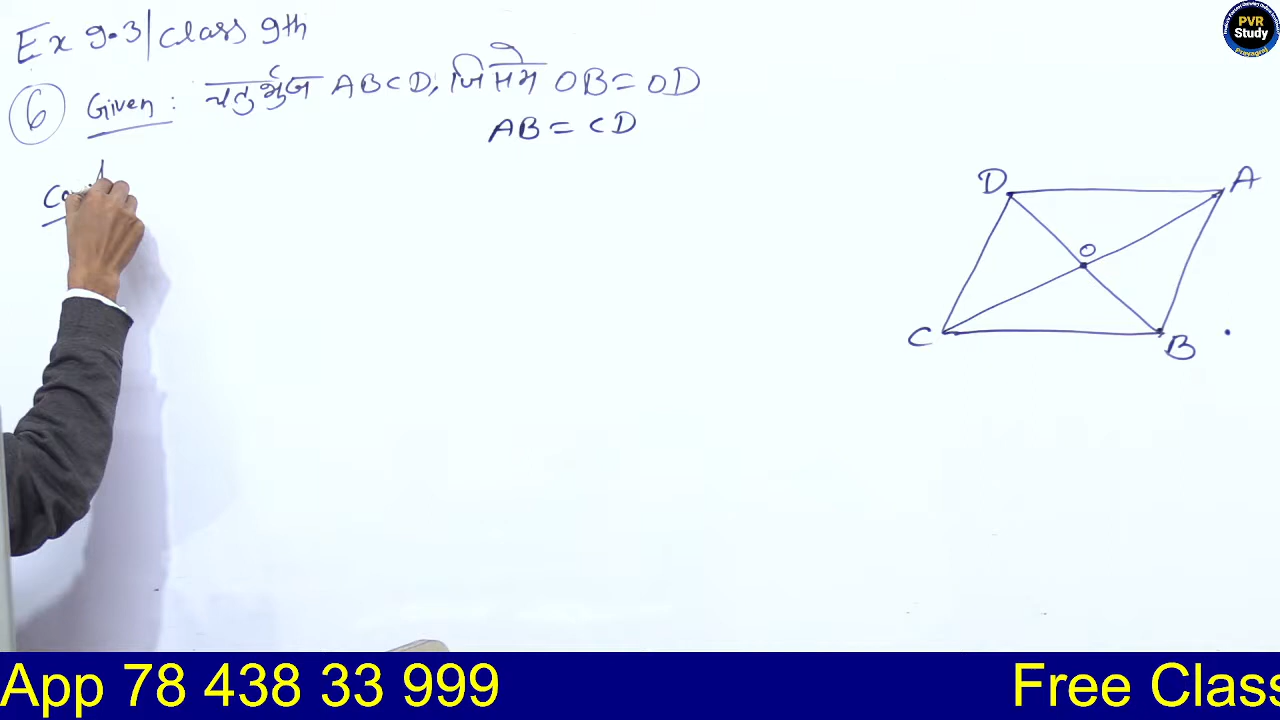 Ex 9.3 | class 9th
6 Given : चतुर्भुज ABCD, जिसमें OB = OD
AB = CD
D
A
O
C
B
PVR
Study
Prayagraj
App 78 438 33 999
Free Class